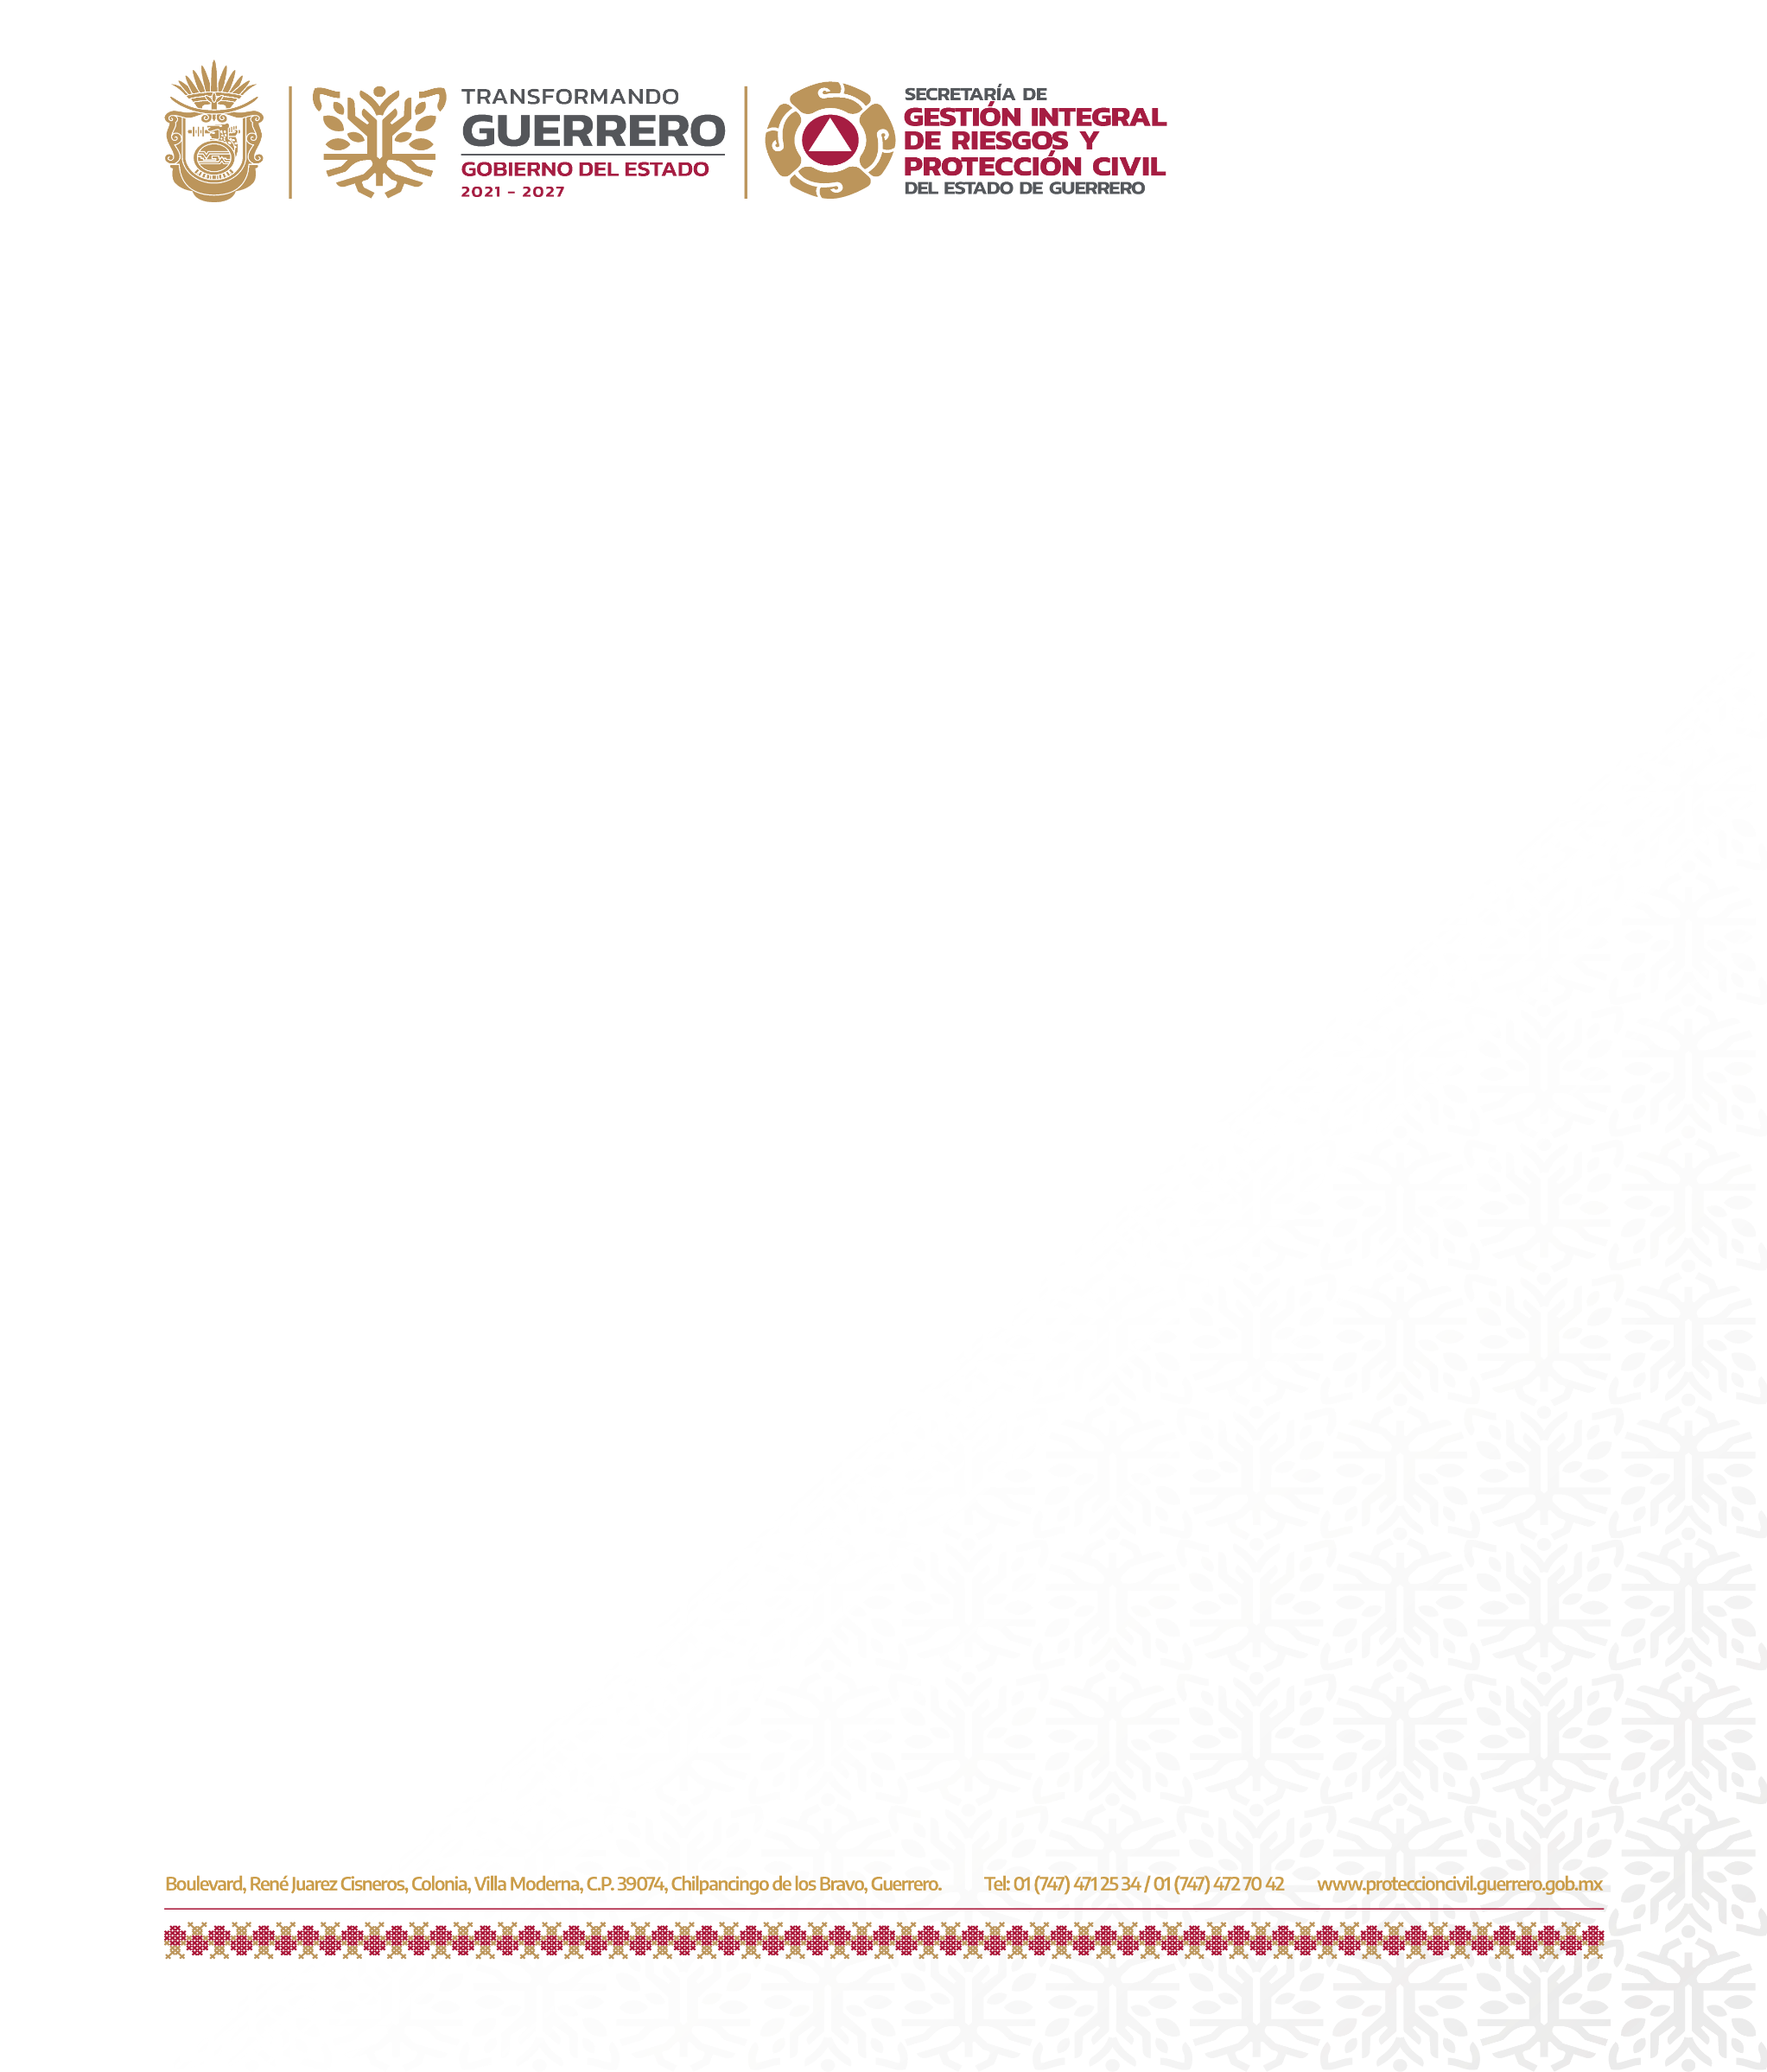 TRANSFORMANDO
GUERRERO
GOBIERNO DEL ESTADO
2021 - 2027
SECRETARÍA DE
GESTIÓN INTEGRAL
DE RIESGOS Y
PROTECCIÓN CIVIL
DEL ESTADO DE GUERRERO
Boulevard, René Juarez Cisneros, Colonia, Villa Moderna, C.P. 39074, Chilpancingo de los Bravo, Guerrero. Tel: 01 (747) 471 25 34 / 01 (747) 472 70 42 www.proteccioncivil.guerrero.gob.mx